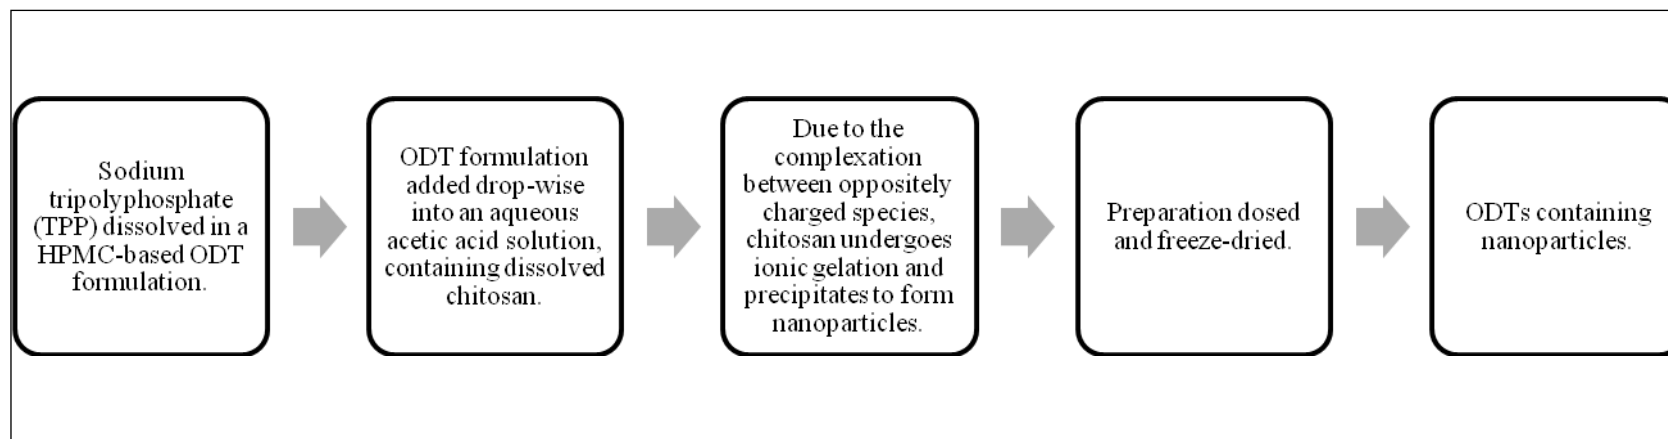 Sodium
tripolyphosphate
(TPP) dissolved in a
HPMC-based ODT
formulation.
ODT formulation
added drop-wise
into an aqueous
acetic acid solution,
containing dissolved
chitosan.
Due to the
complexation
between oppositely
charged species,
chitosan undergoes
ionic gelation and
precipitates to form
nanoparticles.
Preparation dosed
and freeze-dried.
ODTs containing
nanoparticles.